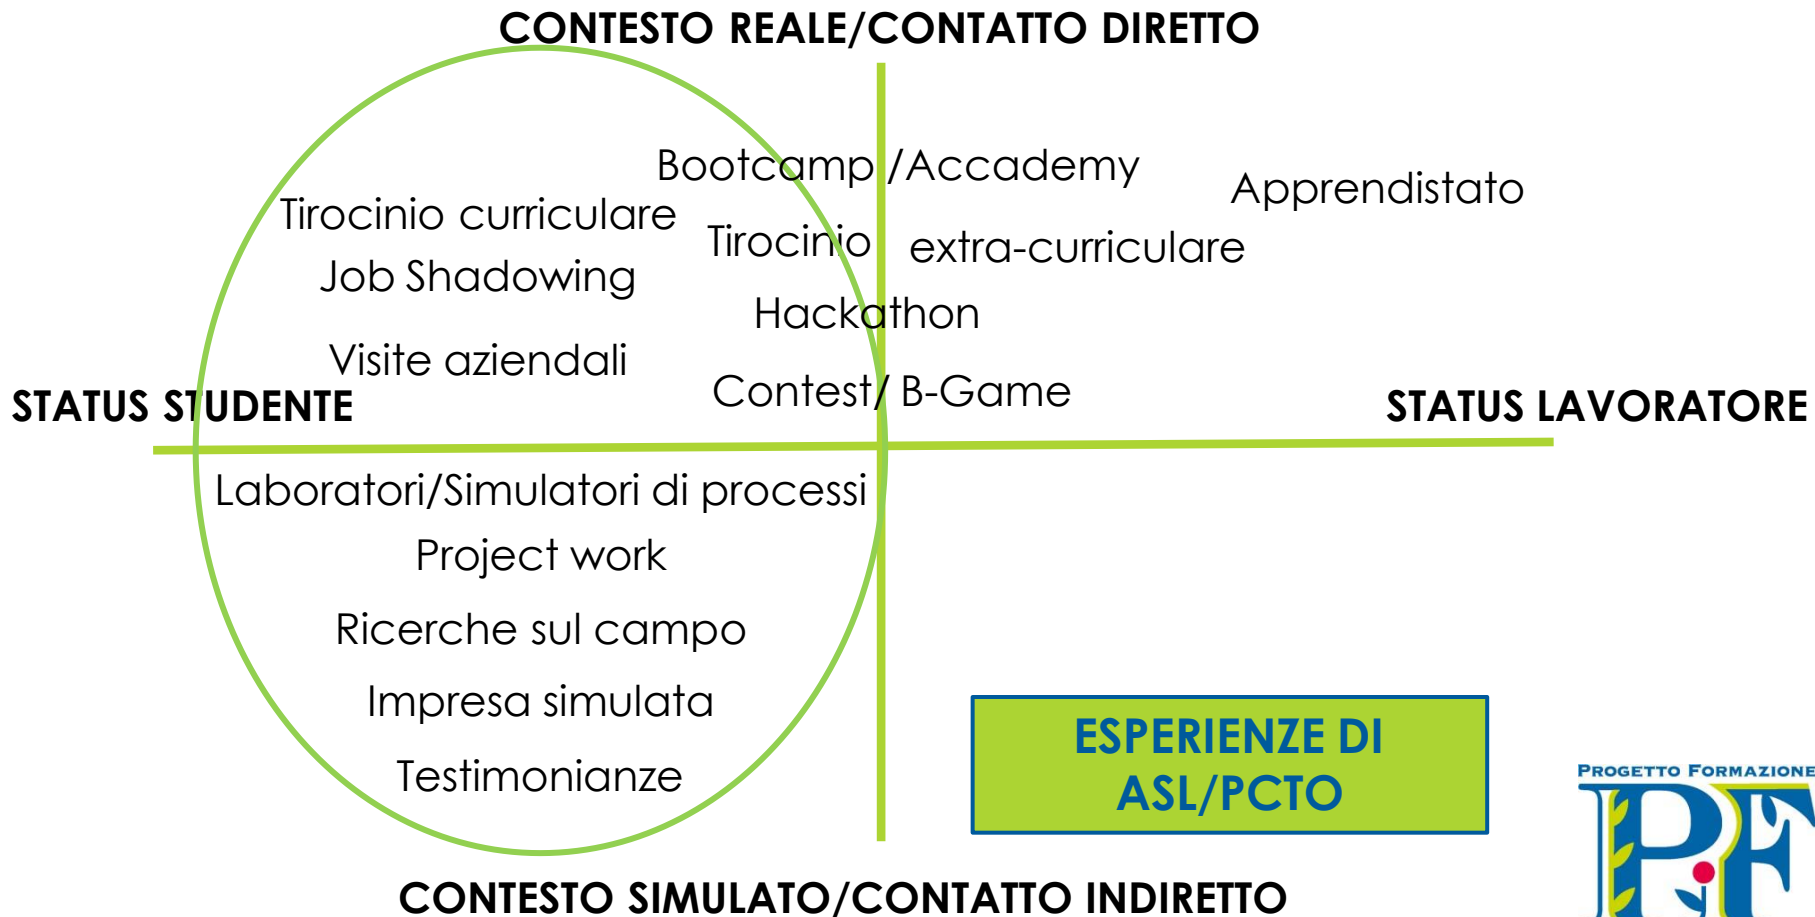 CONTESTO REALE/CONTATTO DIRETTO
Bootcamp /Accademy
Apprendistato
Tirocinio curriculare
Tirocinio extra-curriculare
Job Shadowing
Hackathon
Visite aziendali
Contest/ B-Game
STATUS STUDENTE
STATUS LAVORATORE
Laboratori/Simulatori di processi
Project work
Ricerche sul campo
Impresa simulata
Testimonianze
ESPERIENZE DI
ASL/PCTO
PROGETTO FORMAZIONE
PF
CONTESTO SIMULATO/CONTATTO INDIRETTO